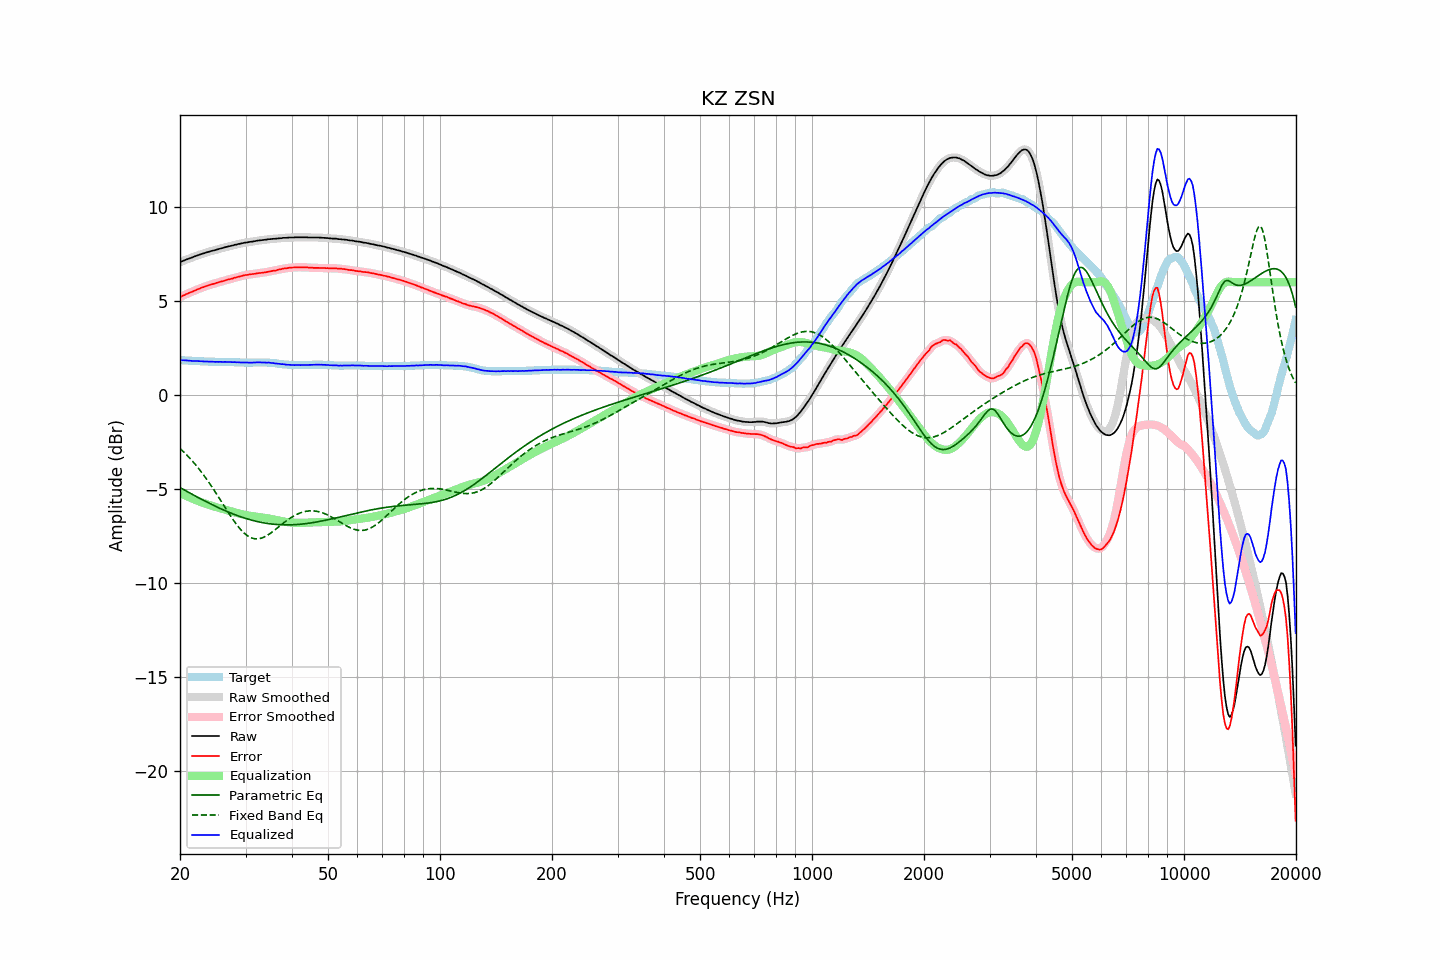 KZ ZSN
Amplitude (dBr)
10
5
0
−5
−10
−15
−20
Target
Raw Smoothed
Error Smoothed
Raw
Error
Equalization
Parametric Eq
Fixed Band Eq
Equalized
20 50 100 200 500 1000 2000 5000 10000 20000
Frequency (Hz)